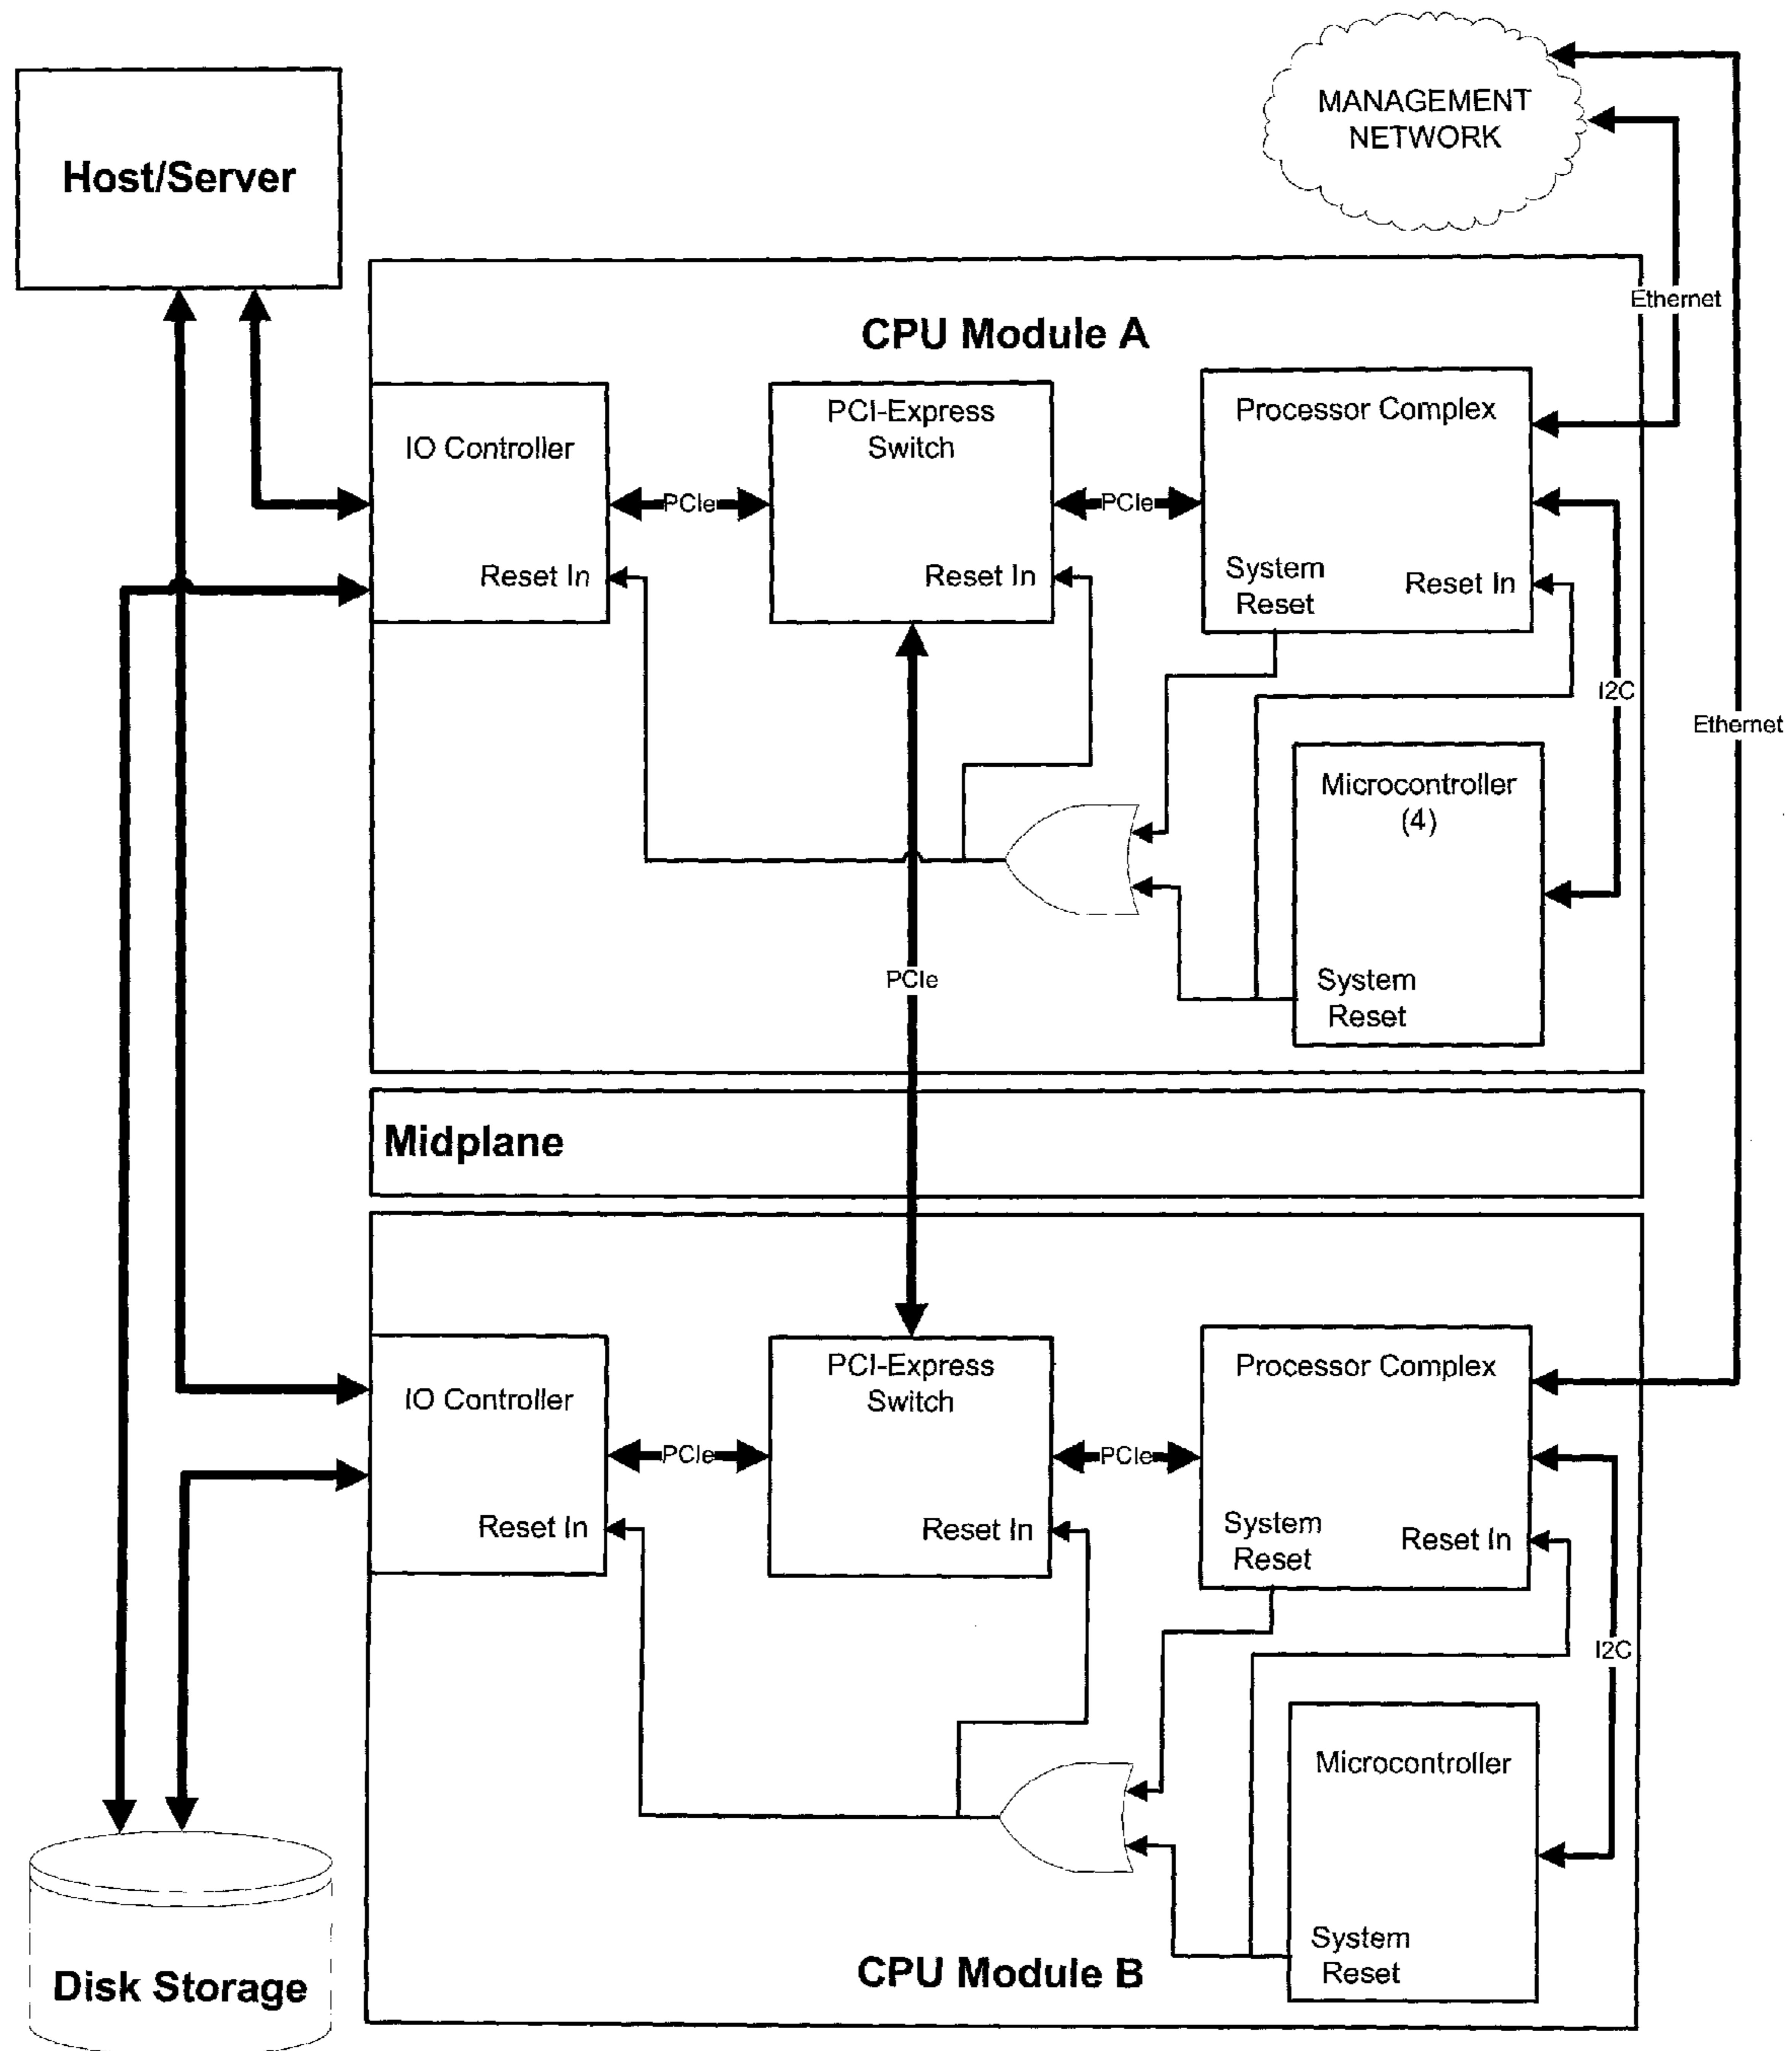 MANAGEMENT
NETWORK
Host/Server
Ethernet
CPU Module A
IO Controller
PCI-Express
Switch
Processor Complex
PCIe
PCIe
Reset In
Reset In
System
Reset
Reset In
I2C
Ethernet
Microcontroller
(4)
PCIe
System
Reset
Midplane
IO Controller
PCI-Express
Switch
Processor Complex
PCIe
PCIe
Reset In
Reset In
System
Reset
Reset In
I2C
Microcontroller
System
Reset
CPU Module B
Disk Storage